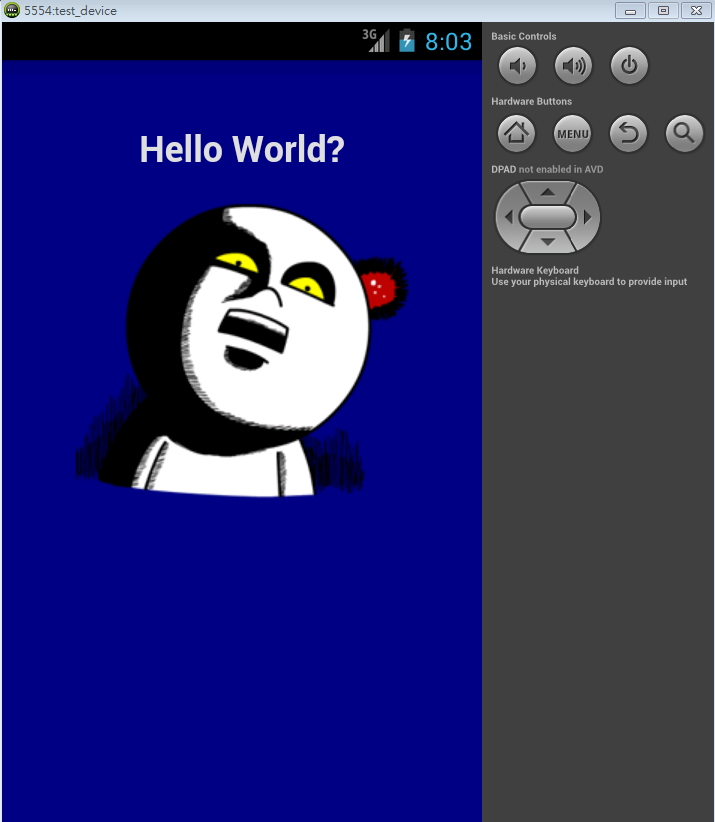 5554:test_device
3G 8:03
Hello World?
Basic Controls
Hardware Buttons
MENU
DPAD not enabled in AVD
Hardware Keyboard
Use your physical keyboard to provide input